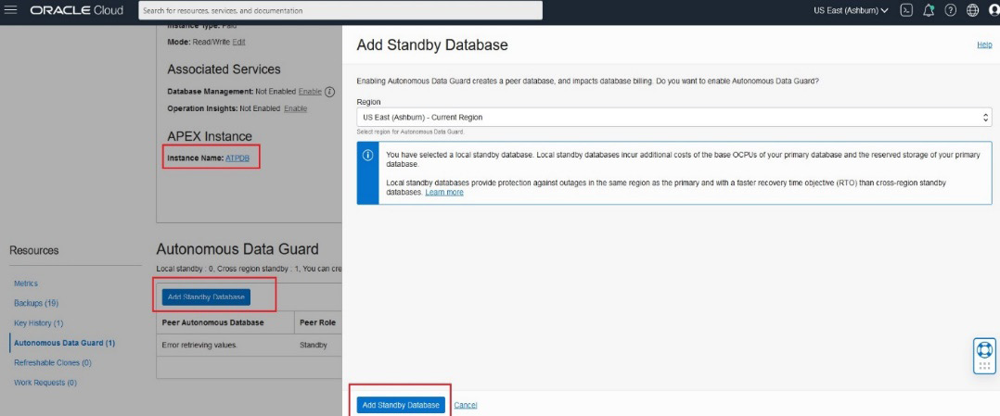 ORACLE Cloud
Search for resources, services, and documentation
US East (Ashburn)
Instance Type: Paid
Mode: Read/Write Edit
Associated Services
Database Management: Not Enabled Enable
Operation Insights: Not Enabled Enable
APEX Instance
Instance Name: ATPDB
Resources
Metrics
Backups (19)
Key History (1)
Autonomous Data Guard (1)
Refreshable Clones (0)
Work Requests (0)
Autonomous Data Guard
Local standby : 0, Cross region standby : 1, You can cre
Add Standby Database
Peer Autonomous Database Peer Role
Error retrieving values. Standby
Add Standby Database
Help
Enabling Autonomous Data Guard creates a peer database, and impacts database billing. Do you want to enable Autonomous Data Guard?
Region
US East (Ashburn) - Current Region
Select region for Autonomous Data Guard.
You have selected a local standby database. Local standby databases incur additional costs of the base OCPUs of your primary database and the reserved storage of your primary
database.
Local standby databases provide protection against outages in the same region as the primary and with a faster recovery time objective (RTO) than cross-region standby
databases. Learn more
Add Standby Database Cancel